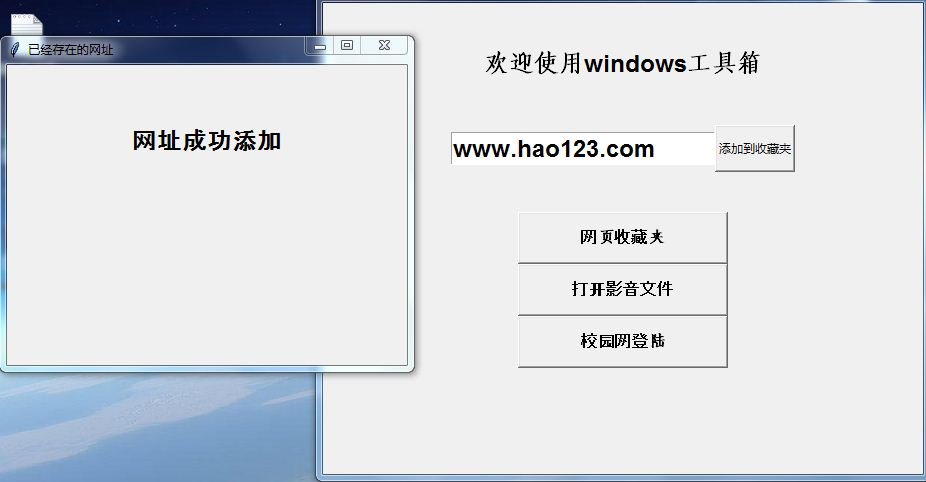 已经存在的网址
网址成功添加
欢迎使用windows工具箱
www.hao123.com
添加到收藏夹
网页收藏夹
打开影音文件
校园网登陆